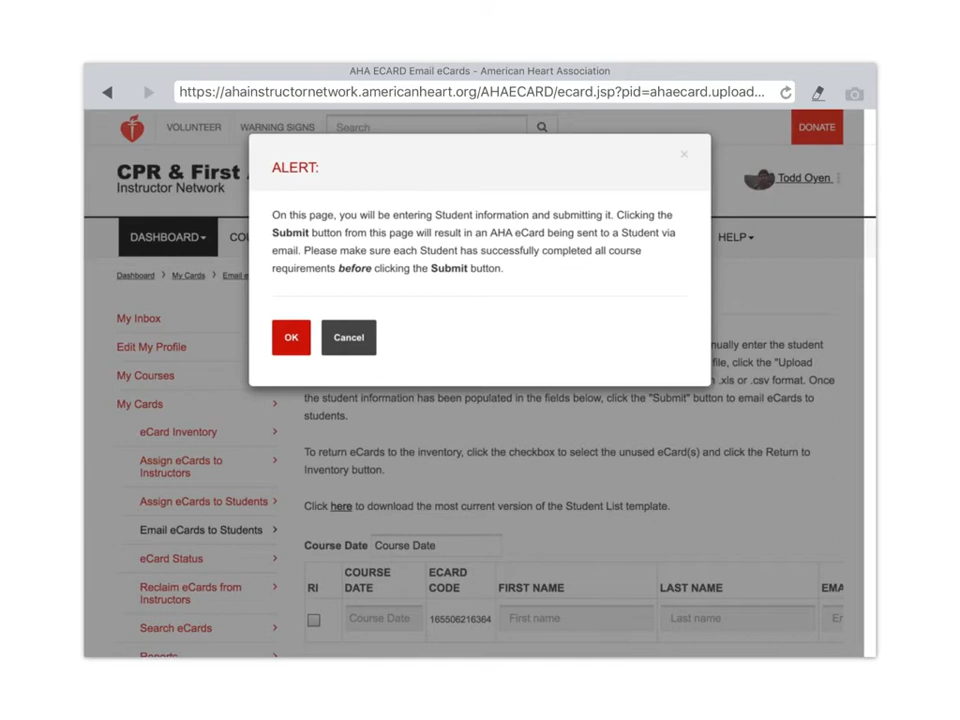 AHA ECARD Email eCards - American Heart Association
https://ahainstructornetwork.americanheart.org/AHAECARD/ecard.jsp?pid=ahaecard.upload...
VOLUNTEER WARNING SIGNS Search DONATE
CPR & First
Instructor Network
Todd Oyen
DASHBOARD COU HELP
Dashboard > My Cards > Email e
ALERT:
On this page, you will be entering Student information and submitting it. Clicking the
Submit button from this page will result in an AHA eCard being sent to a Student via
email. Please make sure each Student has successfully completed all course
requirements before clicking the Submit button.
OK Cancel
My Inbox
Edit My Profile
My Courses
My Cards
eCard Inventory
Assign eCards to
Instructors
Assign eCards to Students
Email eCards to Students
eCard Status
Reclaim eCards from
Instructors
Search eCards
Reports
nually enter the student
file, click the "Upload
.xls or .csv format. Once
the student information has been populated in the fields below, click the "Submit" button to email eCards to
students.
To return eCards to the inventory, click the checkbox to select the unused eCard(s) and click the Return to
Inventory button.
Click here to download the most current version of the Student List template.
Course Date Course Date
RI COURSE DATE ECARD CODE FIRST NAME LAST NAME EMA
Course Date 165506216364 First name Last name